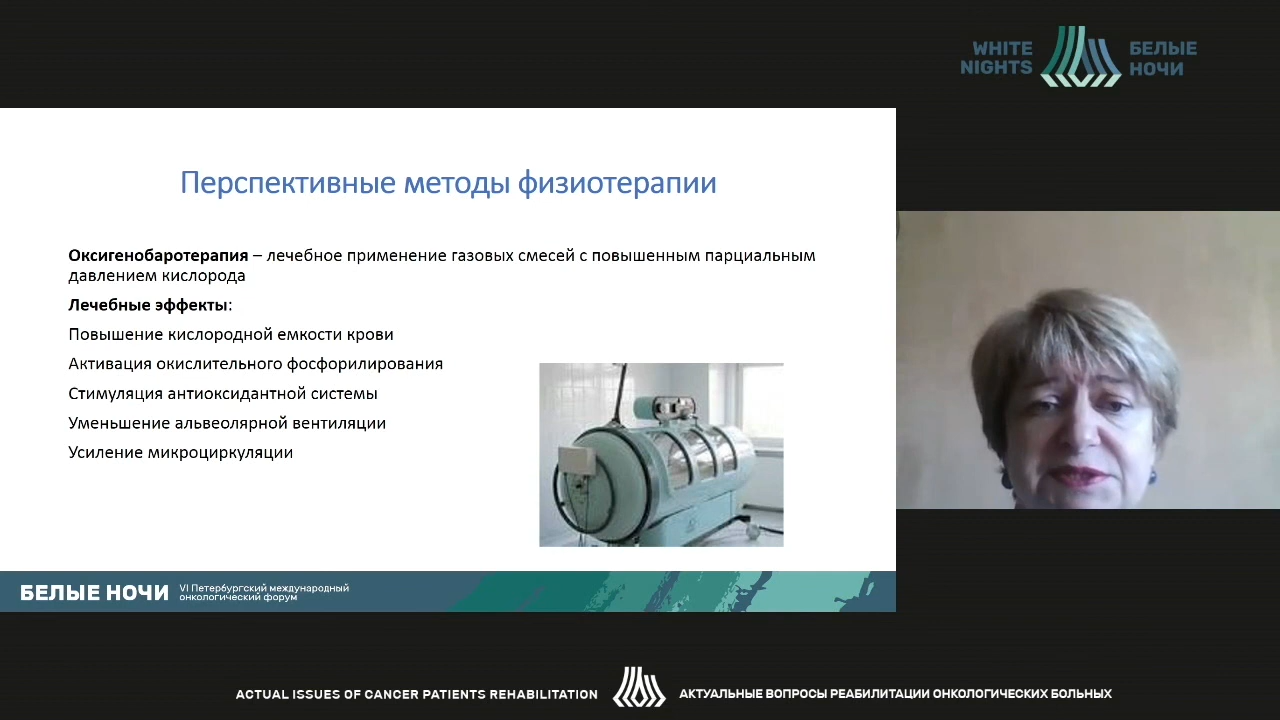 WHITE
NIGHTS
БЕЛЫЕ
НОЧИ
Перспективные методы физиотерапии
Оксигенобаротерапия – лечебное применение газовых смесей с повышенным парциальным
давлением кислорода
Лечебные эффекты:
Повышение кислородной емкости крови
Активация окислительного фосфорилирования
Стимуляция антиоксидантной системы
Уменьшение альвеолярной вентиляции
Усиление микроциркуляции
БЕЛЫЕ НОЧИ
VI Петербургский международный
онкологический форум
ACTUAL ISSUES OF CANCER PATIENTS REHABILITATION
АКТУАЛЬНЫЕ ВОПРОСЫ РЕАБИЛИТАЦИИ ОНКОЛОГИЧЕСКИХ БОЛЬНЫХ